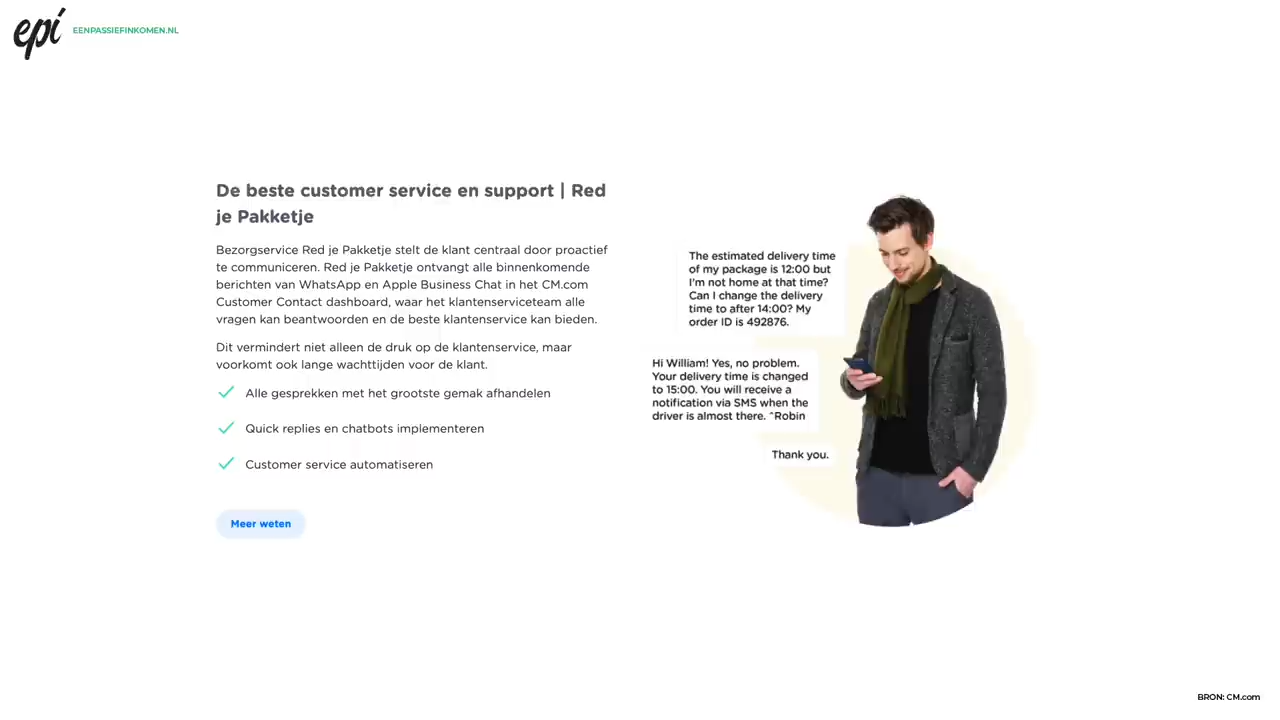 epi
EENPASSIEFINKOMEN.NL
De beste customer service en support | Red
je Pakketje
Bezorgservice Red je Pakketje stelt de klant centraal door proactief
te communiceren. Red je Pakketje ontvangt alle binnenkomende
berichten van WhatsApp en Apple Business Chat in het CM.com
Customer Contact dashboard, waar het klantenserviceteam alle
vragen kan beantwoorden en de beste klantenservice kan bieden.
Dit vermindert niet alleen de druk op de klantenservice, maar
voorkomt ook lange wachttijden voor de klant.
Alle gesprekken met het grootste gemak afhandelen
Quick replies en chatbots implementeren
Customer service automatiseren
Meer weten
The estimated delivery time
of my package is 12:00 but
I'm not home at that time?
Can I change the delivery
time to after 14:00? My
order ID is 492876.
Hi William! Yes, no problem.
Your delivery time is changed
to 15:00. You will receive a
notification via SMS when the
driver is almost there. ^Robin
Thank you.
BRON: CM.com